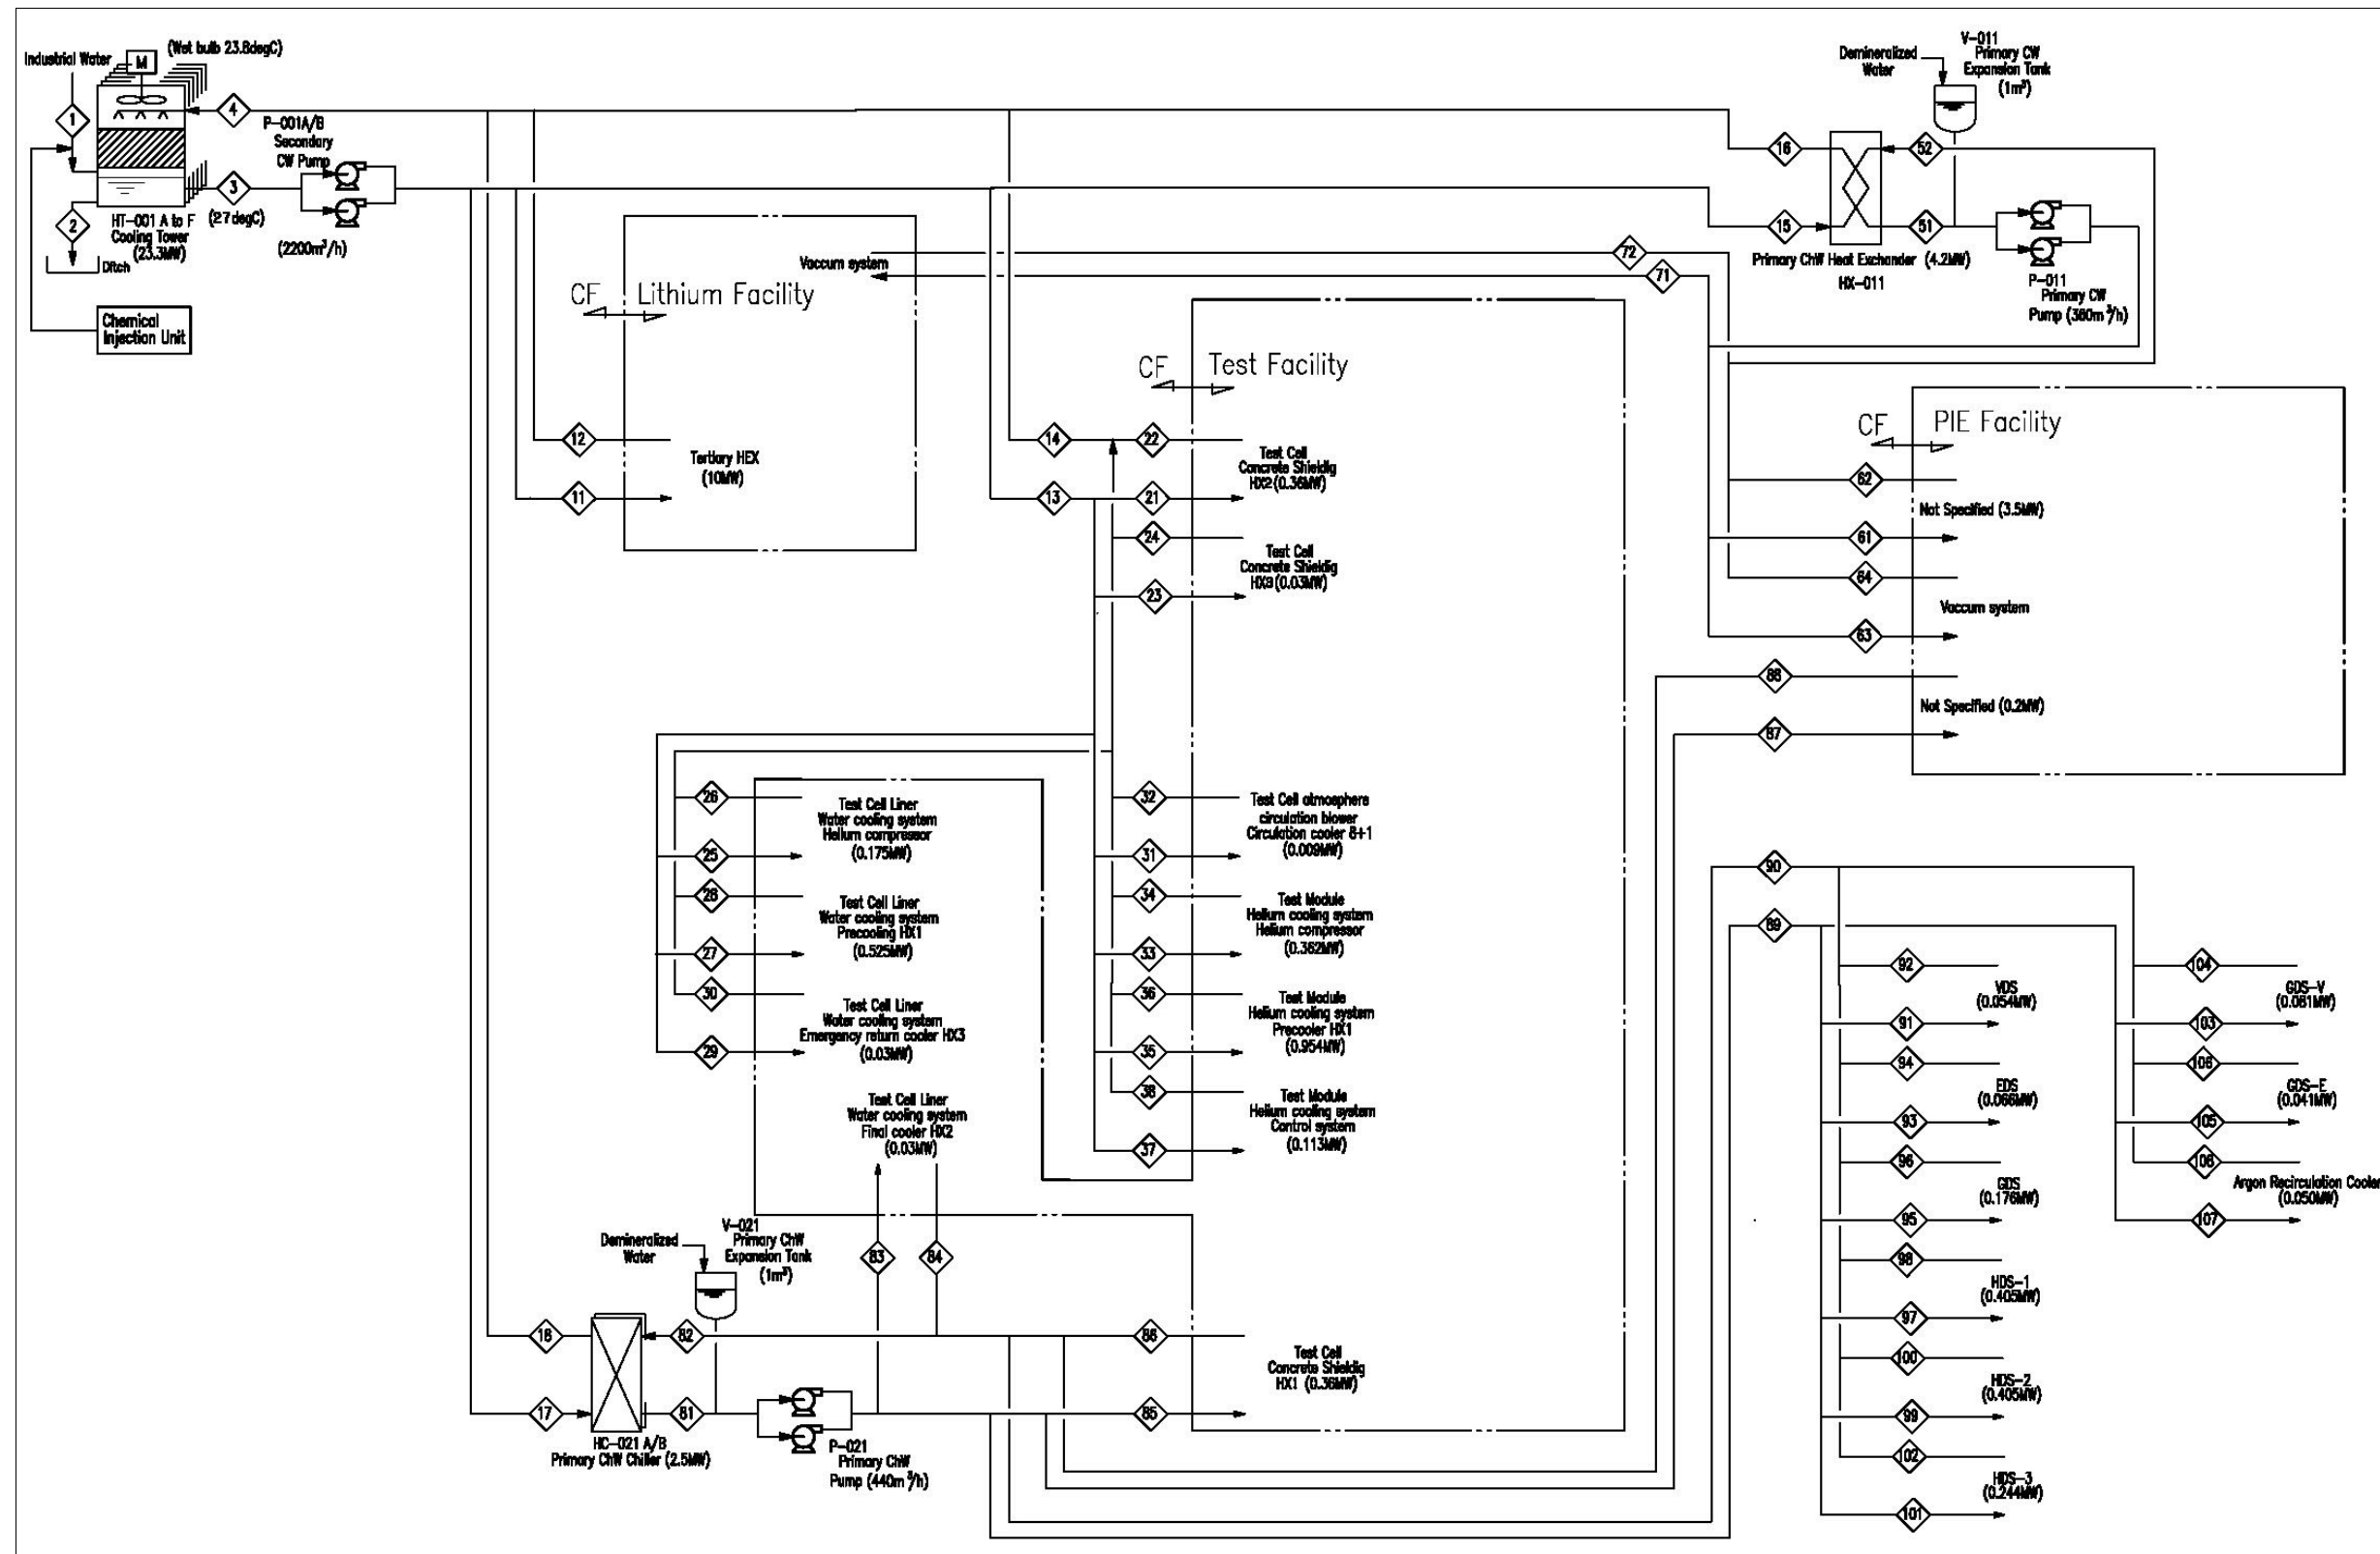 Industrial Water
M
(Wet bulb 23.8degC)
1
4
P-001A/B
Secondary
CW Pump
3
2
HT-001 A to F
Cooling Tower
(23.3MW)
(27degC)
(2200m³/h)
Ditch
Chemical
Injection Unit
Demineralized
Water
V-011
Primary CW
Expansion Tank
(1m³)
16
52
15
51
Primary ChW Heat Exchander (4.2MW)
HX-011
P-011
Primary CW
Pump (360m³/h)
72
71
Vaccum system
CF
Lithium Facility
12
Tertiary HEX
(10MW)
11
CF
Test Facility
14
22
Test Cell
Concrete Shieldig
HX2(0.36MW)
13
21
24
Test Cell
Concrete Shieldig
HX3(0.03MW)
23
CF
PIE Facility
62
Not Specified (3.5MW)
61
64
Vaccum system
63
88
Not Specified (0.2MW)
87
26
Test Cell Liner
Water cooling system
Helium compressor
(0.175MW)
25
28
Test Cell Liner
Water cooling system
Precooling HX1
(0.525MW)
27
30
Test Cell Liner
Water cooling system
Emergency return cooler HX3
(0.03MW)
29
Test Cell Liner
Water cooling system
Final cooler HX2
(0.03MW)
83
84
32
Test Cell atmosphere
circulation blower
Circulation cooler 8+1
(0.009MW)
31
34
Test Module
Helium cooling system
Helium compressor
(0.362MW)
33
36
Test Module
Helium cooling system
Precooler HX1
(0.954MW)
35
38
Test Module
Helium cooling system
Control system
(0.113MW)
37
Demineralized
Water
V-021
Primary ChW
Expansion Tank
(1m³)
18
82
86
Test Cell
Concrete Shieldig
HX1 (0.36MW)
17
81
85
HC-021 A/B
Primary ChW Chiller (2.5MW)
P-021
Primary ChW
Pump (440m³/h)
90
89
92
VDS
(0.054MW)
91
94
EDS
(0.066MW)
93
96
GDS
(0.176MW)
95
98
HDS-1
(0.405MW)
97
100
HDS-2
(0.405MW)
99
102
HDS-3
(0.244MW)
101
104
GDS-V
(0.081MW)
103
106
GDS-E
(0.041MW)
105
108
Argon Recirculation Cooler
(0.050MW)
107